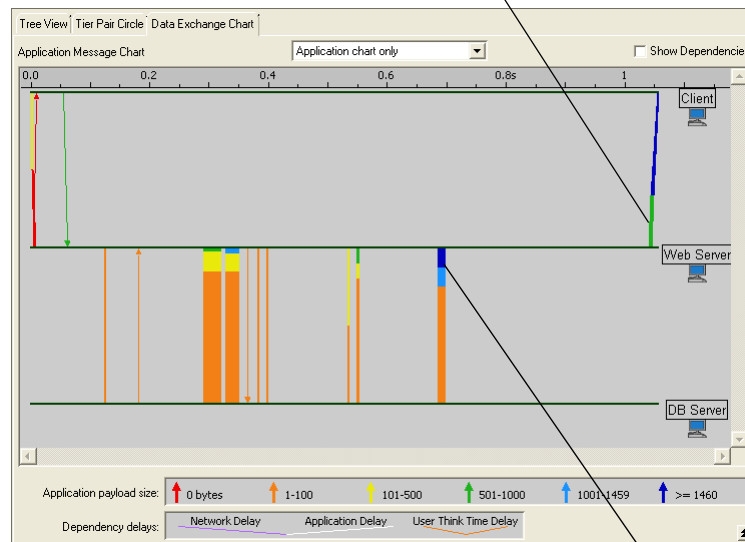 Tree View Tier Pair Circle Data Exchange Chart
Application Message Chart Application chart only Show Dependencie
0.0 0.2 0.4 0.6 0.8s 1
Client
Web Server
DB Server
Application payload size: 0 bytes 1-100 101-500 501-1000 1001-1459 >= 1460
Dependency delays: Network Delay Application Delay User Think Time Delay